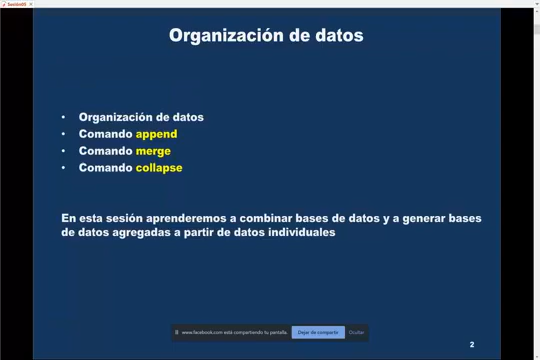 Sesión05
Organización de datos
• Organización de datos
• Comando append
• Comando merge
• Comando collapse
En esta sesión aprenderemos a combinar bases de datos y a generar bases
de datos agregadas a partir de datos individuales
www.facebook.com está compartiendo tu pantalla.
Dejar de compartir
Ocultar
2